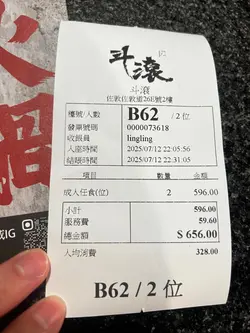 斗滾
斗滾
佐敦佐敦道26E號2樓
檯號/人數 B62 / 2 位
發票號碼 0000073618
收銀員 lingling
入座時間 2025/07/12 22:05:56
結賬時間 2025/07/12 22:31:05
項目 數量 金額
成人任食(位) 2 596.00
小計 596.00
服務費 59.60
總金額 $ 656.00
人均消費 328.00
B62 / 2 位
火鍋
IG